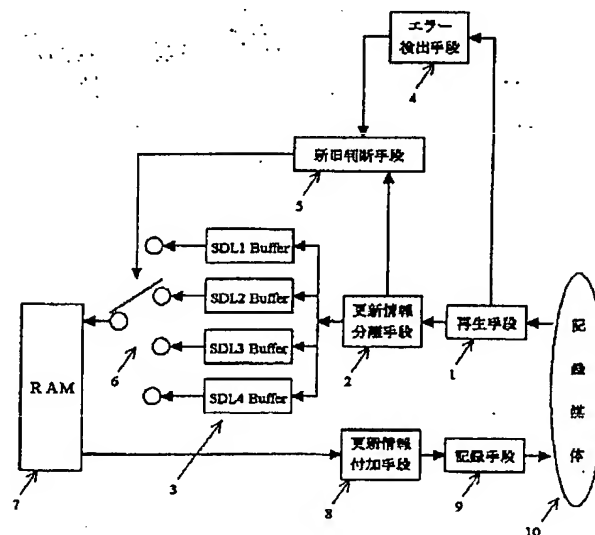 エラー
検出手段
4
新旧判断手段
5
SDL1 Buffer
SDL2 Buffer
SDL3 Buffer
SDL4 Buffer
6
3
RAM
7
更新情報
分離手段
2
再生手段
1
更新情報
付加手段
8
記録手段
9
記録媒体
10